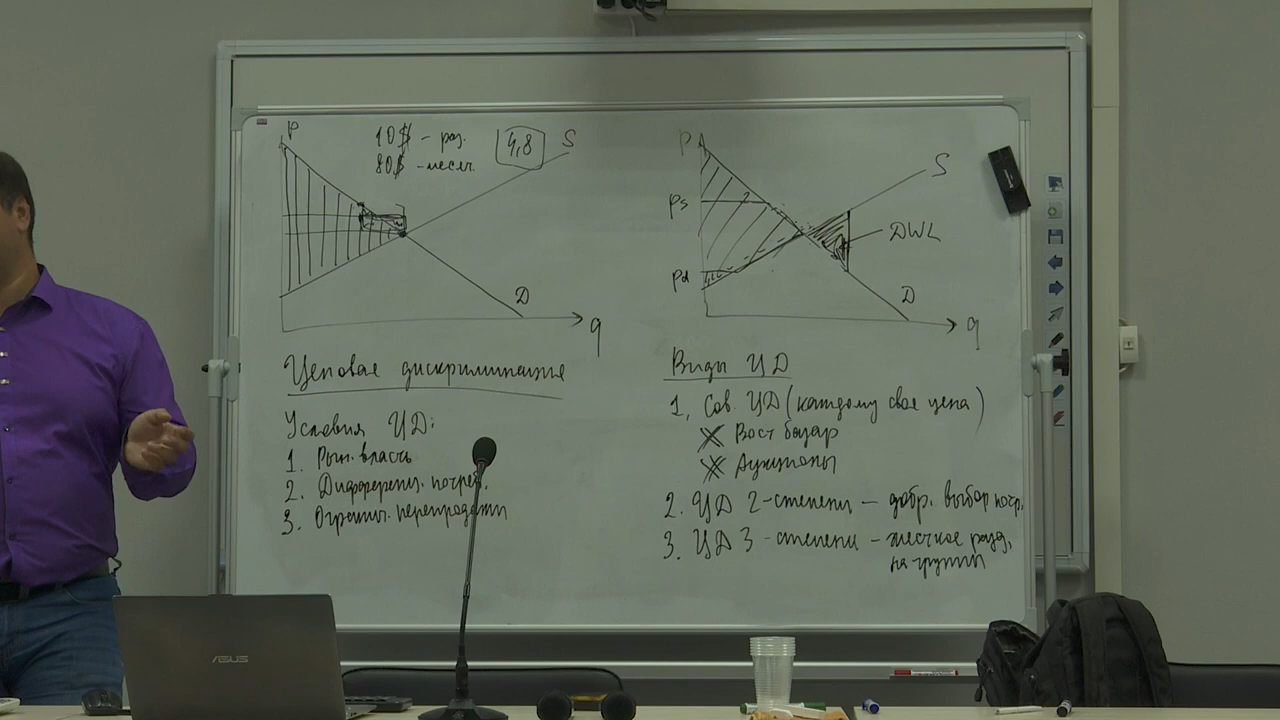 P
10$ - раз.
80$ - месяц
4,8
S
D
q
Ценовая дискриминация
Условия ЦД:
1. Рын. власть
2. Дифференц. потреб.
3. Огранич. перепродажи
P
Ps
Pd
S
DWL
D
q
Виды ЦД
1. Сов. ЦД (каждому своя цена)
Вост базар
Аукционы
2. ЦД 2-степени - добр. выбор потр.
3. ЦД 3-степени - жесткое разд.
на группы
ASUS